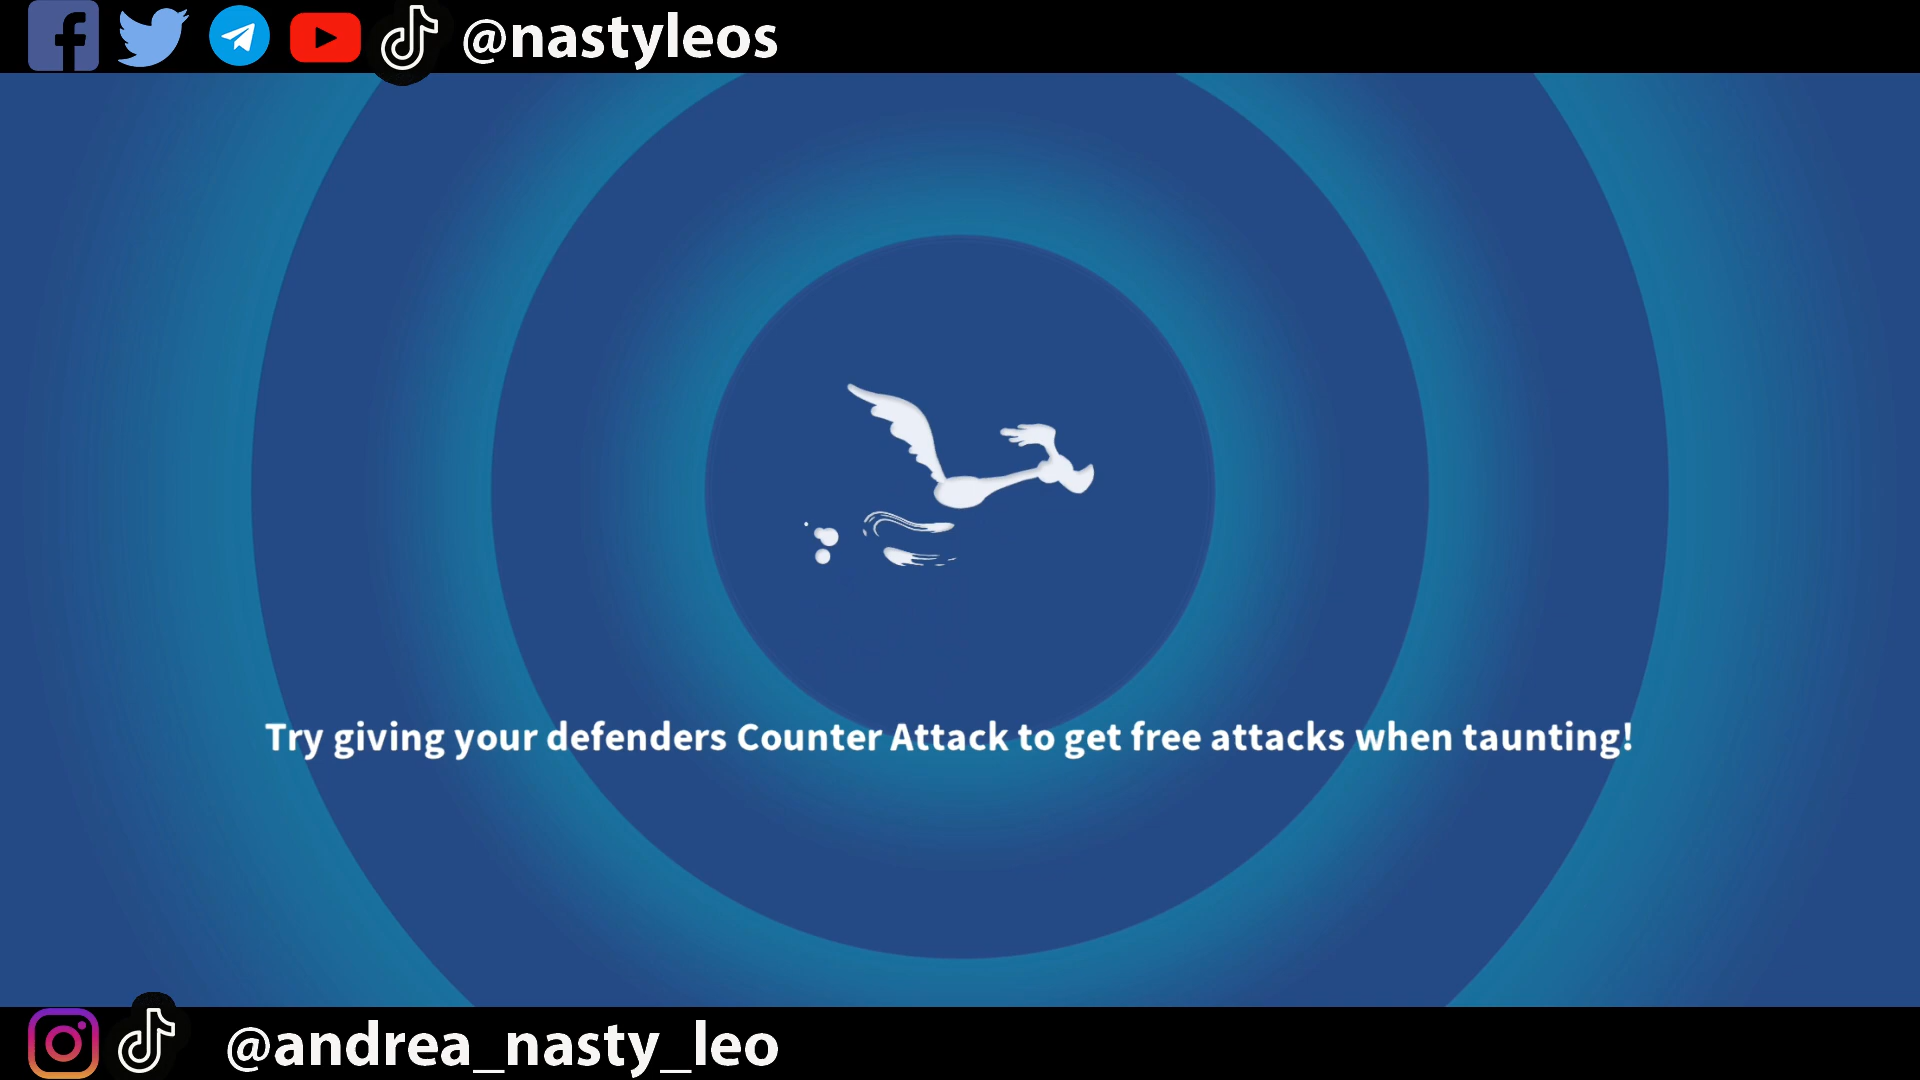 @nastyleos
Try giving your defenders Counter Attack to get free attacks when taunting!
@andrea_nasty_leo